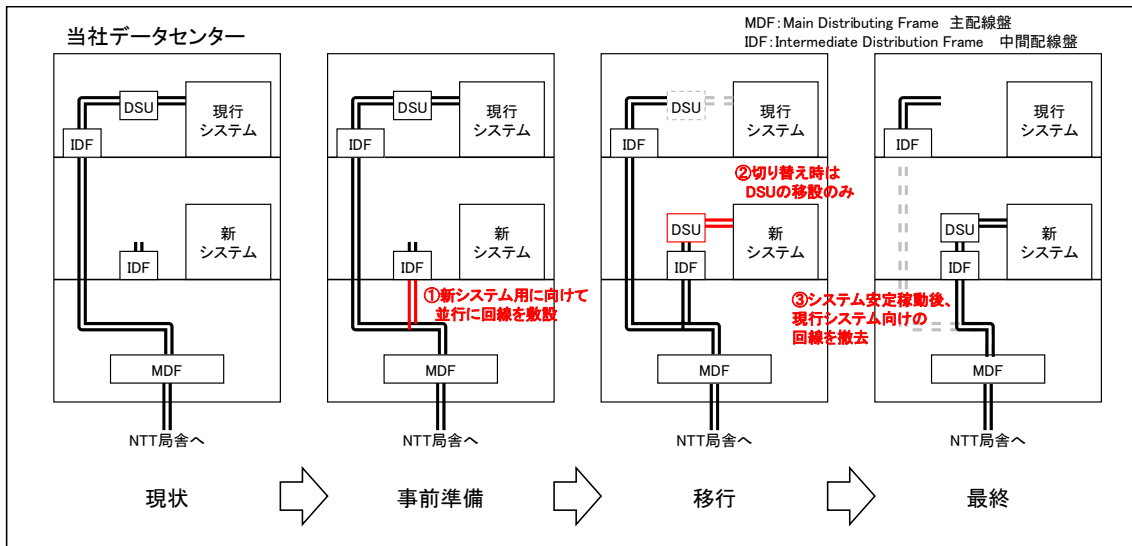 当社データセンター
MDF:Main Distributing Frame 主配線盤
IDF:Intermediate Distribution Frame 中間配線盤
DSU
現行
システム
IDF
新
システム
IDF
MDF
NTT局舎へ
現状
DSU
現行
システム
IDF
新
システム
IDF
①新システム用に向けて
並行に回線を敷設
MDF
NTT局舎へ
事前準備
DSU
現行
システム
IDF
②切り替え時は
DSUの移設のみ
DSU
新
システム
IDF
MDF
NTT局舎へ
移行
現行
システム
IDF
DSU
新
システム
IDF
③システム安定稼動後、
現行システム向けの
回線を撤去
MDF
NTT局舎へ
最終